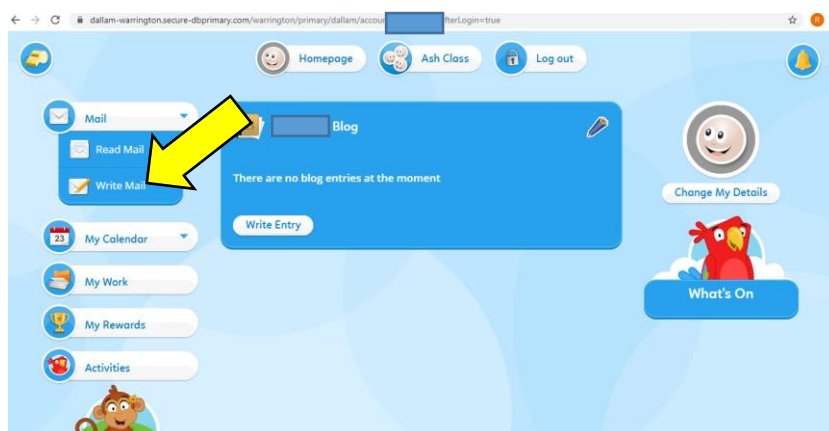 dallam-warrington.secure-dbprimary.com/warrington/primary/dallam/accou fterLogin=true
Homepage
Ash Class
Log out
Mail
Read Mail
Write Mail
23
My Calendar
My Work
My Rewards
Activities
Blog
There are no blog entries at the moment
Write Entry
Change My Details
What's On